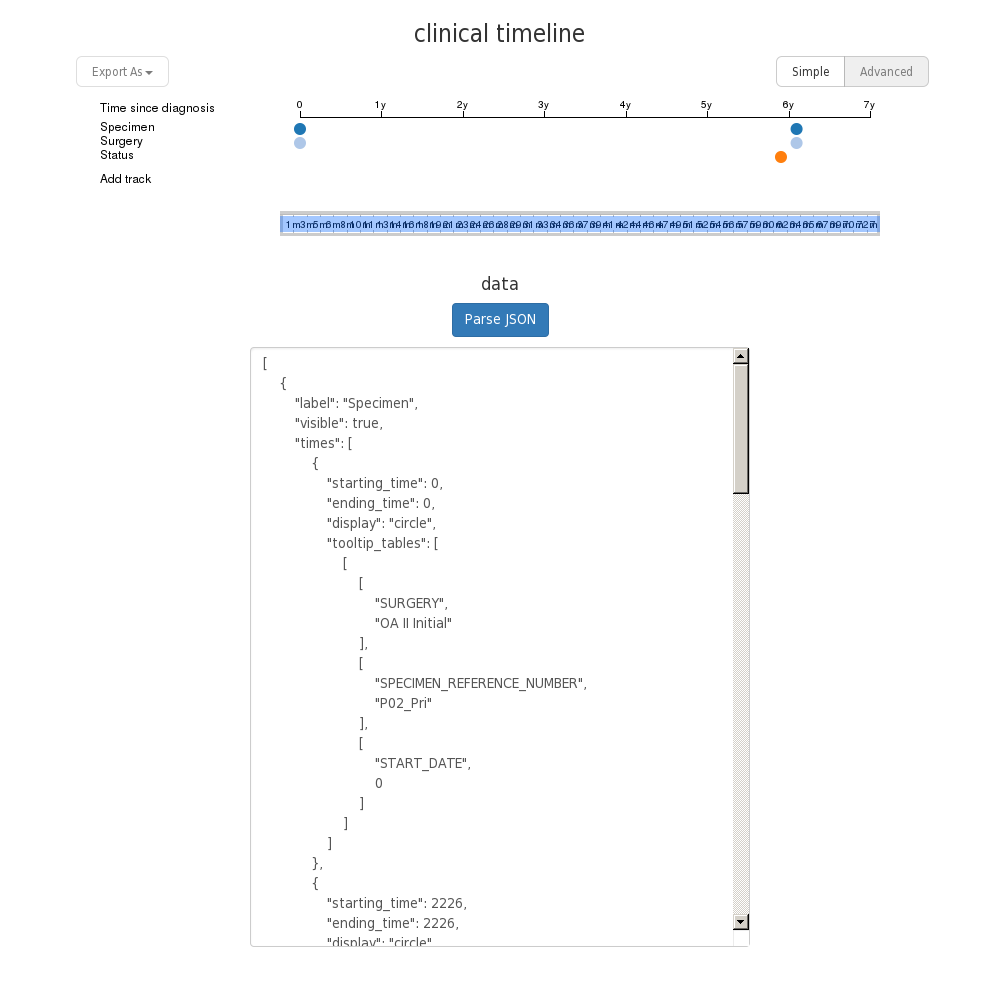 clinical timeline
Export As
Simple Advanced
Time since diagnosis 0 1y 2y 3y 4y 5y 6y 7y
Specimen
Surgery
Status
Add track
data
Parse JSON
[
{
"label": "Specimen",
"visible": true,
"times": [
{
"starting_time": 0,
"ending_time": 0,
"display": "circle",
"tooltip_tables": [
[
[
"SURGERY",
"OA II Initial"
],
[
"SPECIMEN_REFERENCE_NUMBER",
"P02_Pri"
],
[
"START_DATE",
0
]
]
]
},
{
"starting_time": 2226,
"ending_time": 2226,
"display": "circle"